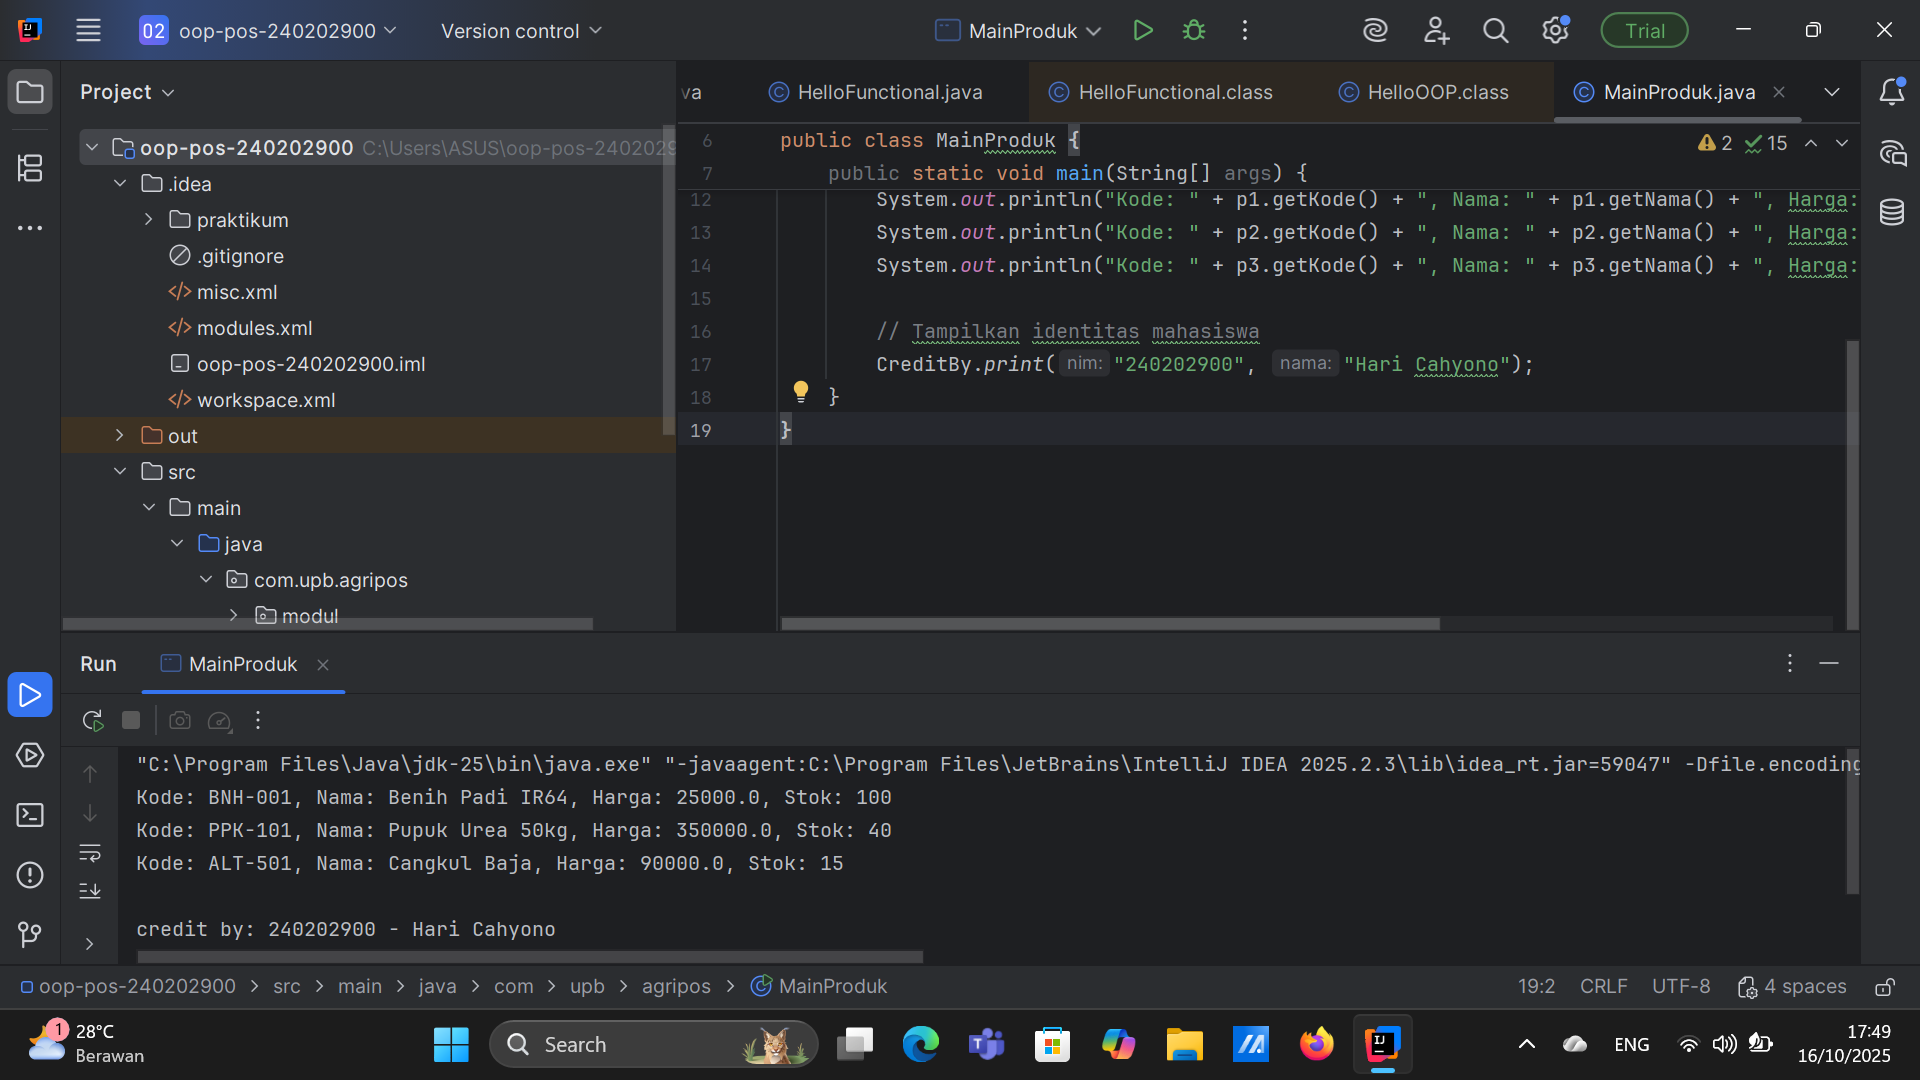 02 oop-pos-240202900 Version control MainProduk Trial
Project
va HelloFunctional.java HelloFunctional.class HelloOOP.class MainProduk.java
oop-pos-240202900 C:\Users\ASUS\oop-pos-2402029
.idea
praktikum
.gitignore
misc.xml
modules.xml
oop-pos-240202900.iml
workspace.xml
out
src
main
java
com.upb.agripos
modul
2 15
6 public class MainProduk {
7 public static void main(String[] args) {
12 System.out.println("Kode: " + p1.getKode() + ", Nama: " + p1.getNama() + ", Harga:
13 System.out.println("Kode: " + p2.getKode() + ", Nama: " + p2.getNama() + ", Harga:
14 System.out.println("Kode: " + p3.getKode() + ", Nama: " + p3.getNama() + ", Harga:
15
16 // Tampilkan identitas mahasiswa
17 CreditBy.print( nim: "240202900", nama: "Hari Cahyono");
18 }
19 }
Run MainProduk
"C:\Program Files\Java\jdk-25\bin\java.exe" "-javaagent:C:\Program Files\JetBrains\IntelliJ IDEA 2025.2.3\lib\idea_rt.jar=59047" -Dfile.encoding
Kode: BNH-001, Nama: Benih Padi IR64, Harga: 25000.0, Stok: 100
Kode: PPK-101, Nama: Pupuk Urea 50kg, Harga: 350000.0, Stok: 40
Kode: ALT-501, Nama: Cangkul Baja, Harga: 90000.0, Stok: 15
credit by: 240202900 - Hari Cahyono
oop-pos-240202900 > src > main > java > com > upb > agripos > MainProduk 19:2 CRLF UTF-8 4 spaces
1 28°C
Berawan
Search
ENG
17:49
16/10/2025